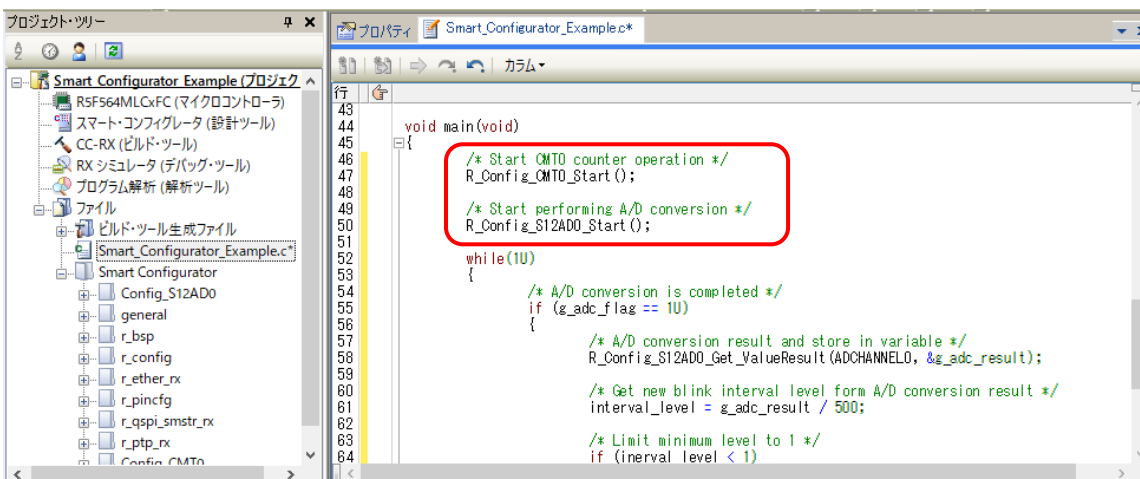 プロジェクト・ツリー
プロパティ
Smart_Configurator_Example.c*
カラム
行
Smart_Configurator_Example (プロジェク
R5F564MLCxFC (マイクロコントローラ)
スマート・コンフィグレータ (設計ツール)
CC-RX (ビルド・ツール)
RX シミュレータ (デバッグ・ツール)
プログラム解析 (解析ツール)
ファイル
ビルド・ツール生成ファイル
Smart_Configurator_Example.c*
Smart Configurator
Config_S12AD0
general
r_bsp
r_config
r_ether_rx
r_pincfg
r_qspi_smstr_rx
r_ptp_rx
Config_CMT0
43
44 void main(void)
45 {
46 /* Start CMT0 counter operation */
47 R_Config_CMT0_Start();
48
49 /* Start performing A/D conversion */
50 R_Config_S12AD0_Start();
51
52 while(1U)
53 {
54 /* A/D conversion is completed */
55 if (g_adc_flag == 1U)
56 {
57 /* A/D conversion result and store in variable */
58 R_Config_S12AD0_Get_ValueResult(ADCHANNEL0, &g_adc_result);
59
60 /* Get new blink interval level form A/D conversion result */
61 interval_level = g_adc_result / 500;
62
63 /* Limit minimum level to 1 */
64 if (inerval_level < 1)